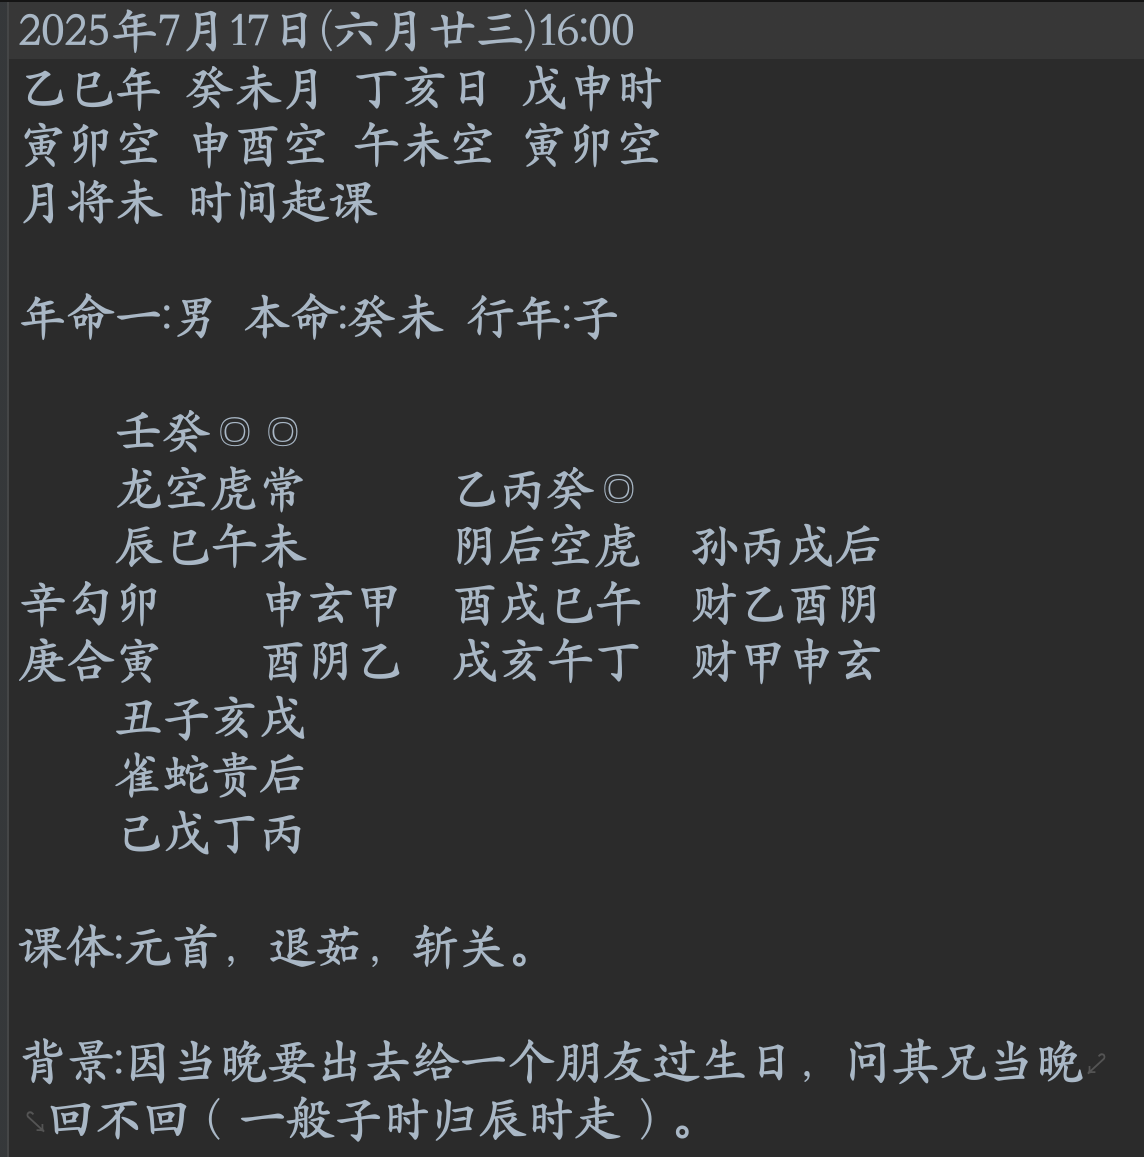 2025年7月17日(六月廿三)16:00
乙巳年 癸未月 丁亥日 戊申时
寅卯空 申酉空 午未空 寅卯空
月将未 时间起课
年命一:男 本命:癸未 行年:子
壬癸◎◎
龙空虎常 乙丙癸◎
辰巳午未 阴后空虎 孙丙戌后
辛勾卯 申玄甲 酉戌巳午 财乙酉阴
庚合寅 酉阴乙 戌亥午丁 财甲申玄
丑子亥戌
雀蛇贵后
己戊丁丙
课体:元首，退茹，斩关。
背景:因当晚要出去给一个朋友过生日，问其兄当晚
回不回（一般子时归辰时走）。